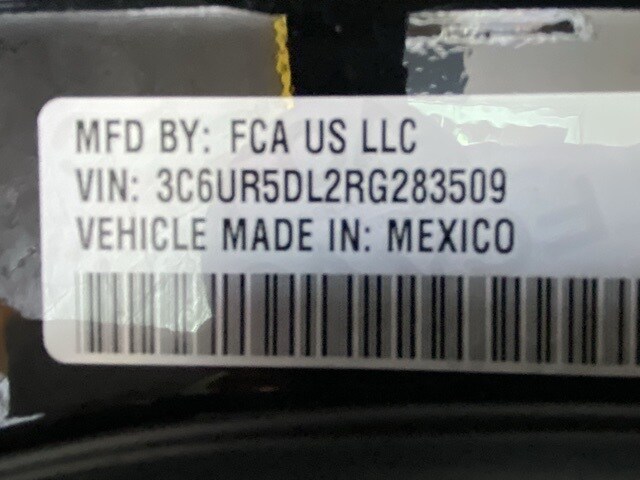 MFD BY: FCA US LLC
VIN: 3C6UR5DL2RG283509
VEHICLE MADE IN: MEXICO